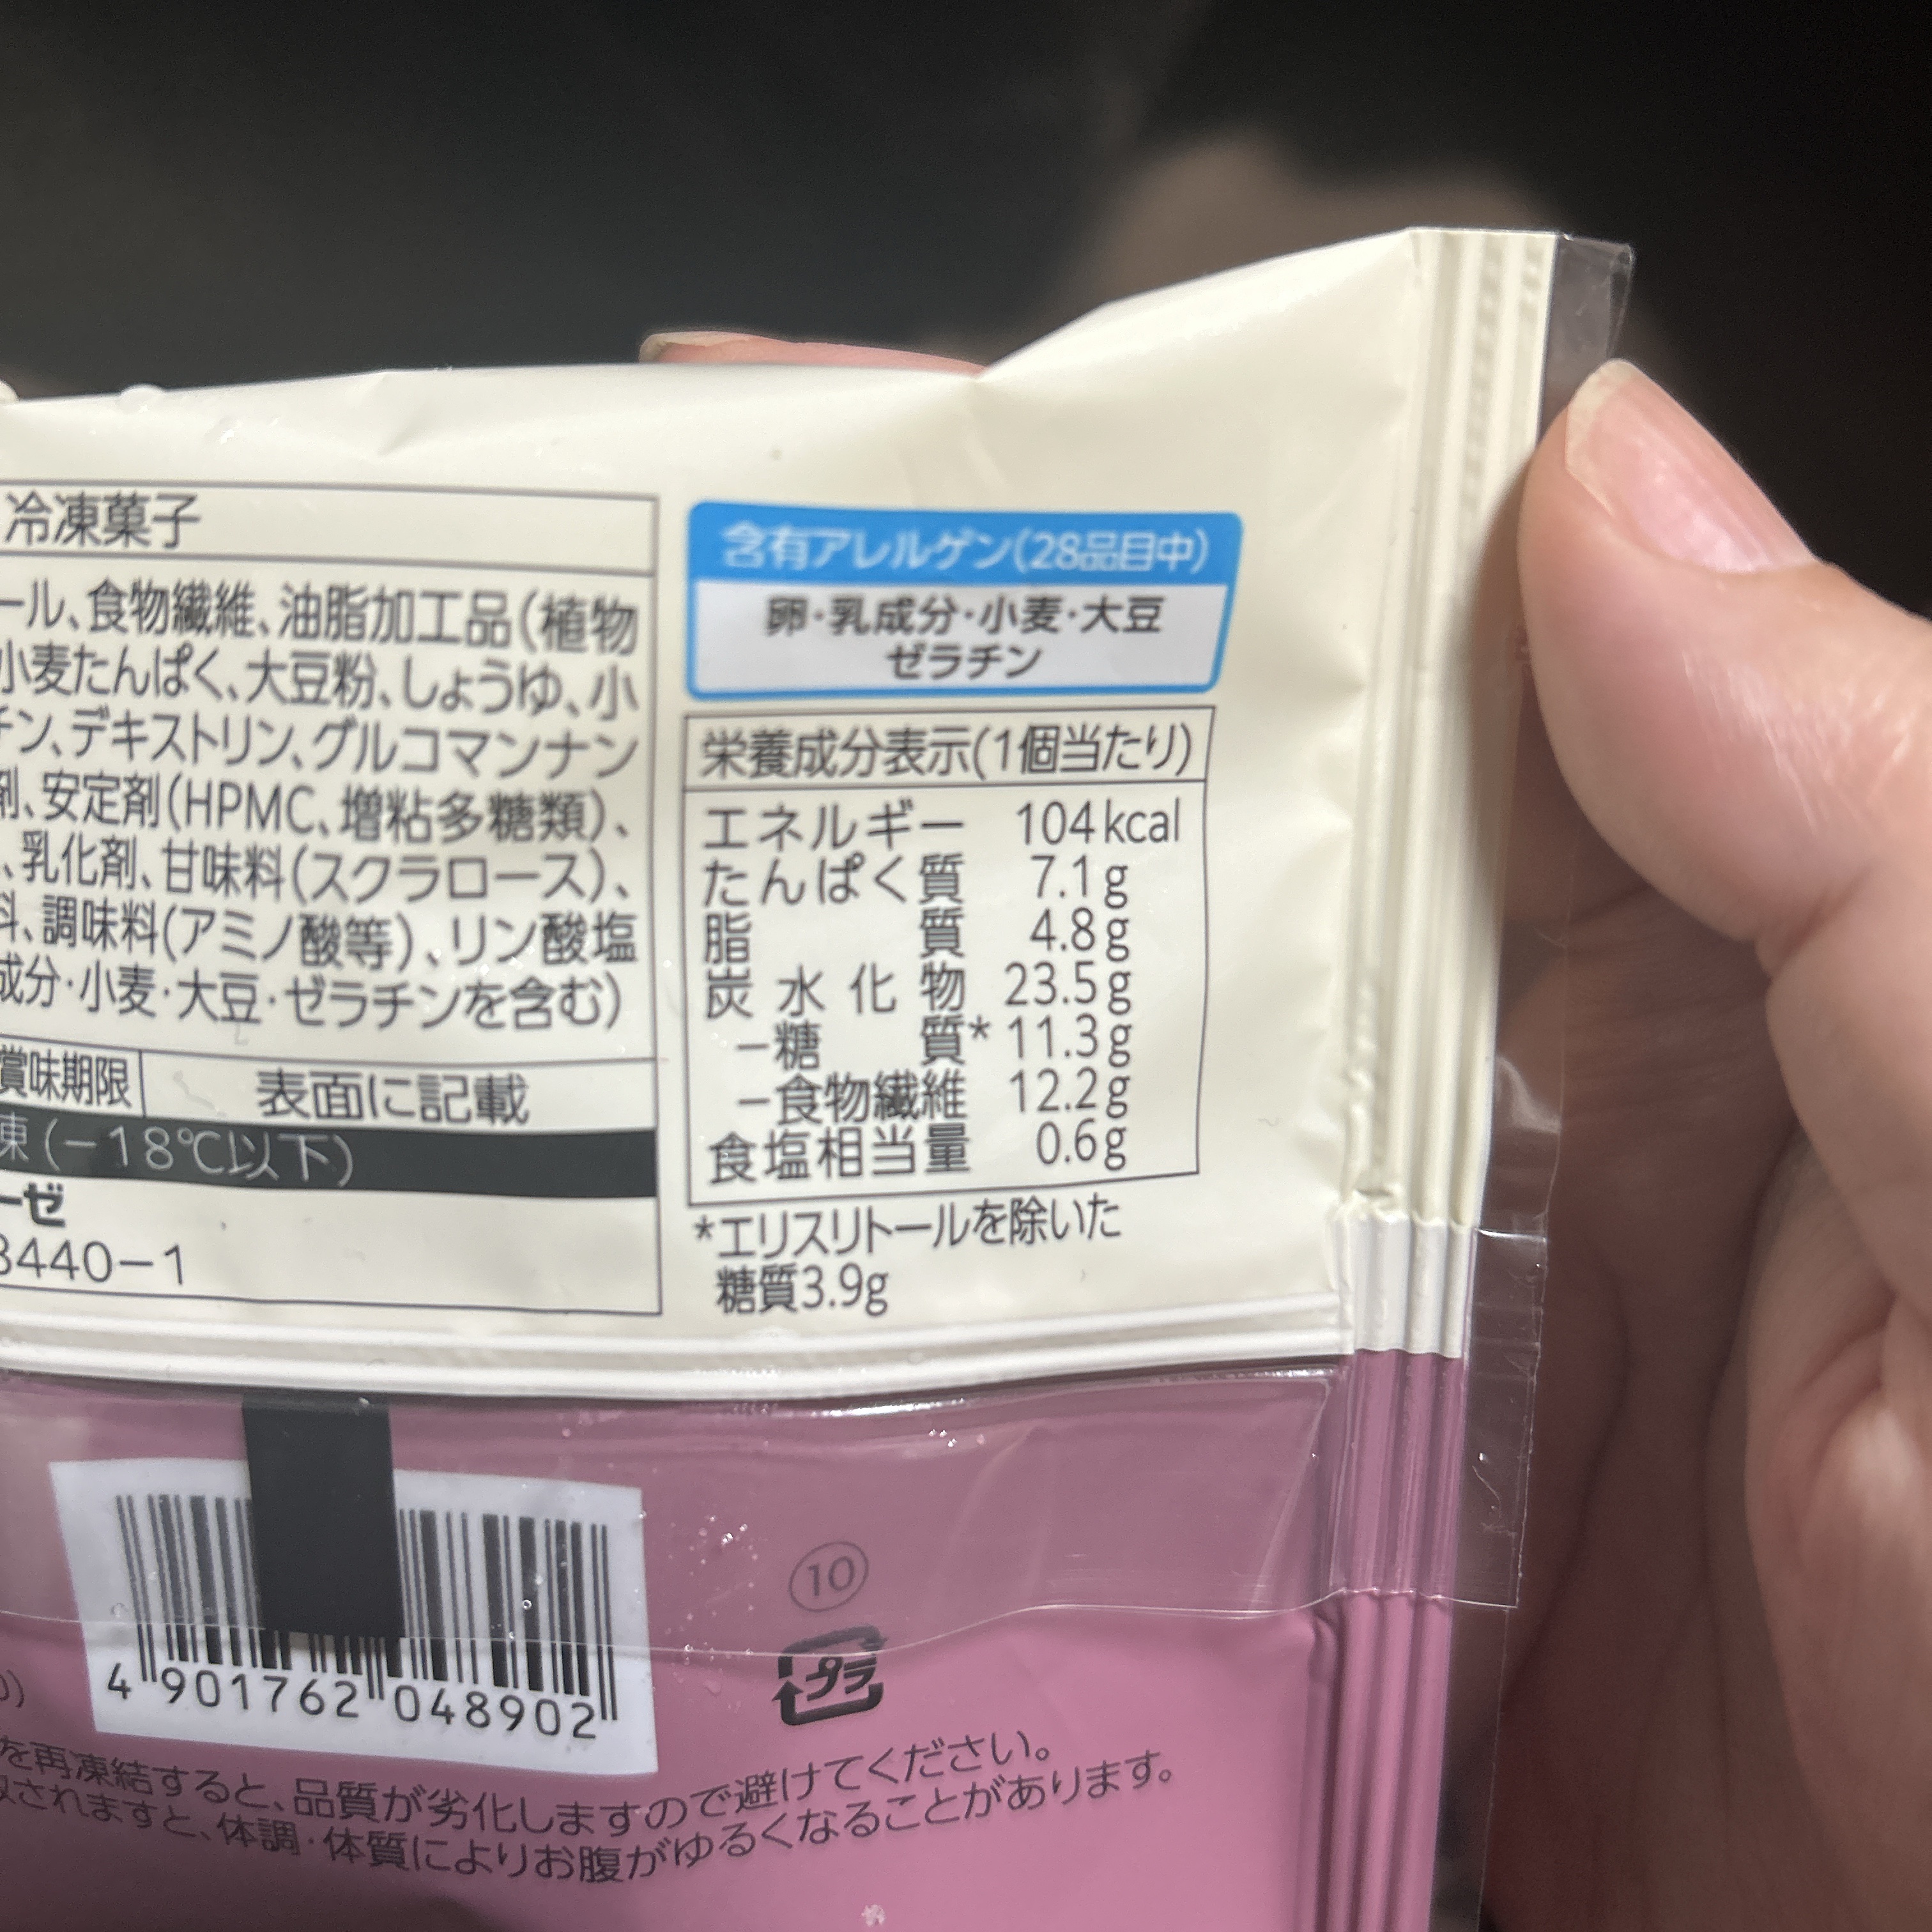 冷凍菓子
ール、食物繊維、油脂加工品(植物
小麦たんぱく、大豆粉、しょうゆ、小
チン、デキストリン、グルコマンナン
剤、安定剤(HPMC、増粘多糖類)、
、乳化剤、甘味料(スクラロース)、
料、調味料(アミノ酸等)、リン酸塩
成分・小麦・大豆・ゼラチンを含む)
賞味期限 表面に記載
凍(-18℃以下)
ーゼ
8440-1
含有アレルゲン(28品目中)
卵・乳成分・小麦・大豆
ゼラチン
栄養成分表示(1個当たり)
エネルギー 104kcal
たんぱく質 7.1g
脂質 4.8g
炭水化物 23.5g
-糖質* 11.3g
-食物繊維 12.2g
食塩相当量 0.6g
*エリスリトールを除いた
糖質3.9g
10
プラ
4 901762 048902
を再凍結すると、品質が劣化しますので避けてください。
されますと、体調・体質によりお腹がゆるくなることがあります。